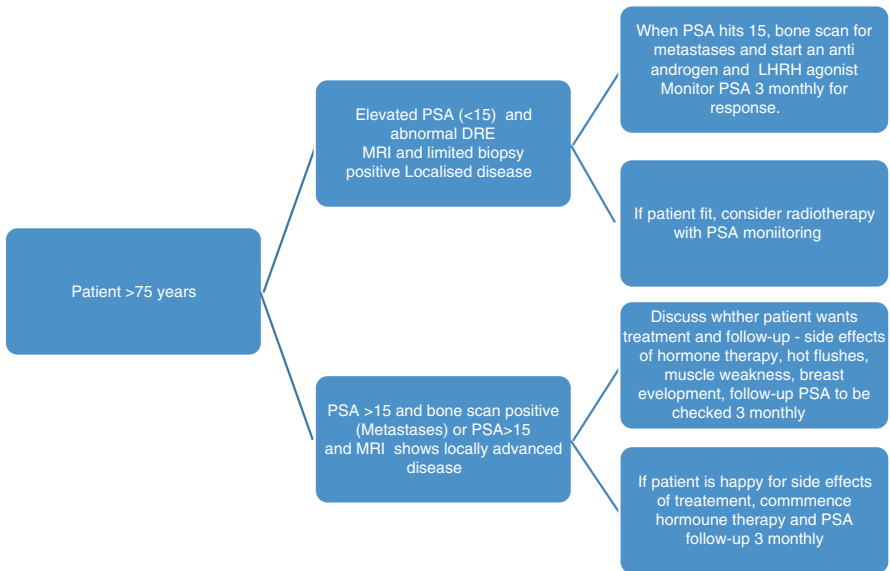 Patient >75 years
Elevated PSA (<15) and
abnormal DRE
MRI and limited biopsy
positive Localised disease
When PSA hits 15, bone scan for
metastases and start an anti
androgen and LHRH agonist
Monitor PSA 3 monthly for
response.
If patient fit, consider radiotherapy
with PSA moniitoring
PSA >15 and bone scan positive
(Metastases) or PSA>15
and MRI shows locally advanced
disease
Discuss whther patient wants
treatment and follow-up - side effects
of hormone therapy, hot flushes,
muscle weakness, breast
evelopment, follow-up PSA to be
checked 3 monthly
If patient is happy for side effects
of treatement, commmence
hormoune therapy and PSA
follow-up 3 monthly